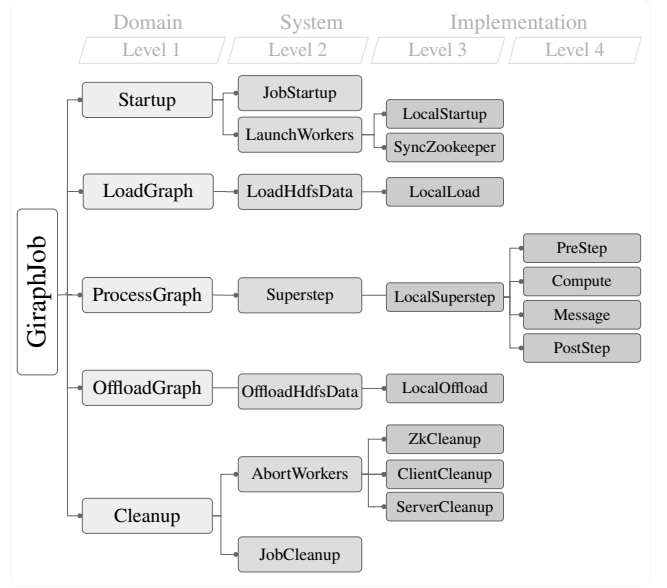 Domain
System
Implementation
Level 1
Level 2
Level 3
Level 4
GiraphJob
Startup
JobStartup
LaunchWorkers
LocalStartup
SyncZookeeper
LoadGraph
LoadHdfsData
LocalLoad
ProcessGraph
Superstep
LocalSuperstep
PreStep
Compute
Message
PostStep
OffloadGraph
OffloadHdfsData
LocalOffload
Cleanup
AbortWorkers
ZkCleanup
ClientCleanup
ServerCleanup
JobCleanup